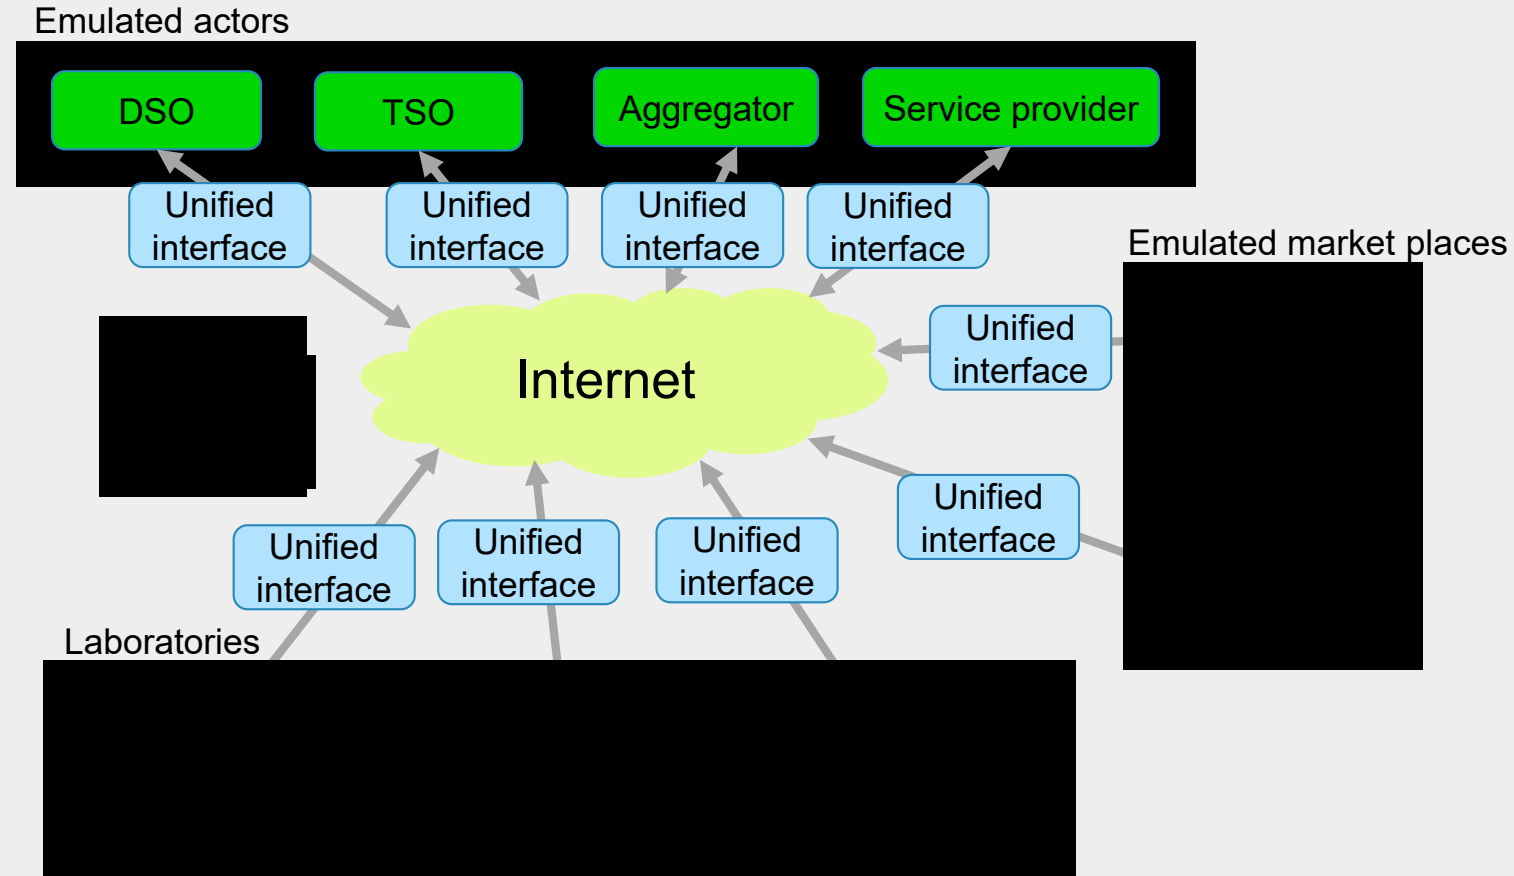 Emulated actors
DSO
TSO
Aggregator
Service provider
Unified
interface
Unified
interface
Unified
interface
Unified
interface
Emulated market places
Unified
interface
Internet
Unified
interface
Unified
interface
Unified
interface
Unified
interface
Laboratories